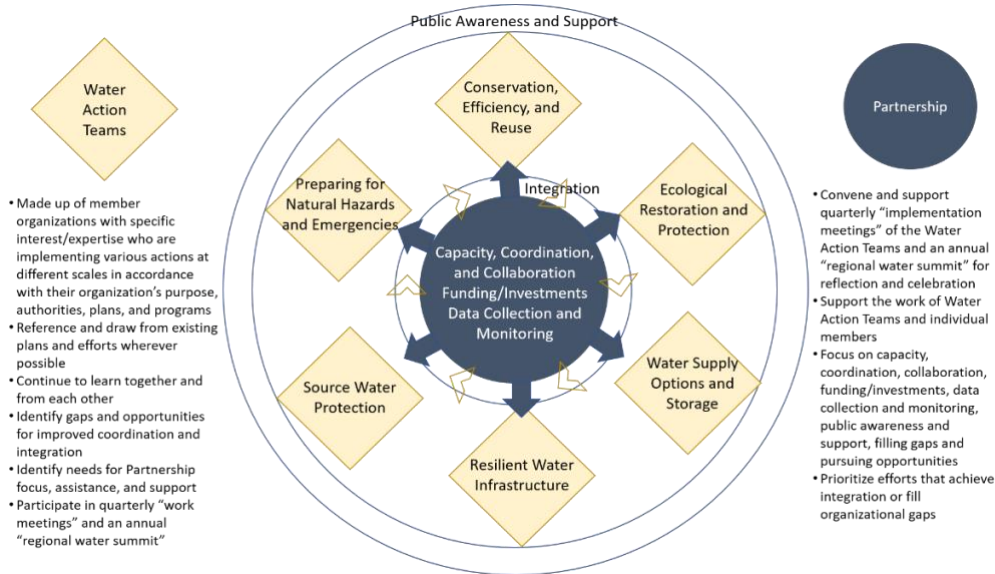 Public Awareness and Support
Water
Action
Teams
• Made up of member
organizations with specific
interest/expertise who are
implementing various actions at
different scales in accordance
with their organization's purpose,
authorities, plans, and programs
• Reference and draw from existing
plans and efforts wherever
possible
• Continue to learn together and
from each other
• Identify gaps and opportunities
for improved coordination and
integration
• Identify needs for Partnership
focus, assistance, and support
• Participate in quarterly "work
meetings" and an annual
"regional water summit"
Conservation,
Efficiency, and
Reuse
Preparing for
Natural Hazards
and Emergencies
Integration
Ecological
Restoration and
Protection
Capacity, Coordination,
and Collaboration
Funding/Investments
Data Collection and
Monitoring
Source Water
Protection
Water Supply
Options and
Storage
Resilient Water
Infrastructure
Partnership
• Convene and support
quarterly "implementation
meetings" of the Water
Action Teams and an annual
"regional water summit" for
reflection and celebration
• Support the work of Water
Action Teams and individual
members
• Focus on capacity,
coordination, collaboration,
funding/investments, data
collection and monitoring,
public awareness and
support, filling gaps and
pursuing opportunities
• Prioritize efforts that achieve
integration or fill
organizational gaps